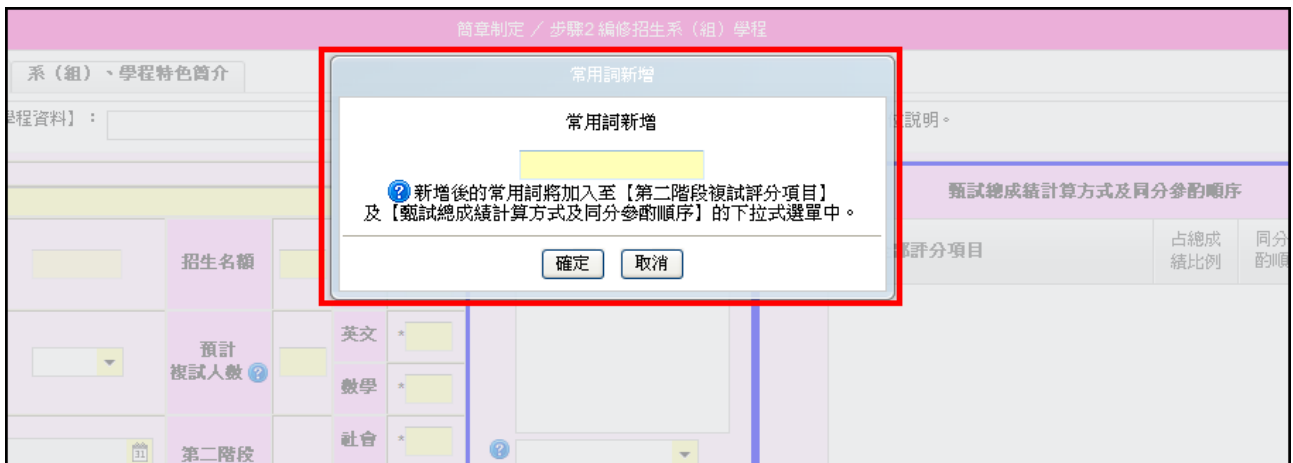 簡章制定 ╱ 步驟2 編修招生系（組）學程
系（組）、學程特色簡介
常用詞新增
學程資料】：
說明。
常用詞新增
新增後的常用詞將加入至【第二階段複試評分項目】
及【甄試總成績計算方式及同分參酌順序】的下拉式選單中。
確定 取消
甄試總成績計算方式及同分參酌順序
評分項目
占總成
績比例
同分
酌順
招生名額
預計
複試人數
英文 *
數學 *
社會 *
第二階段
31